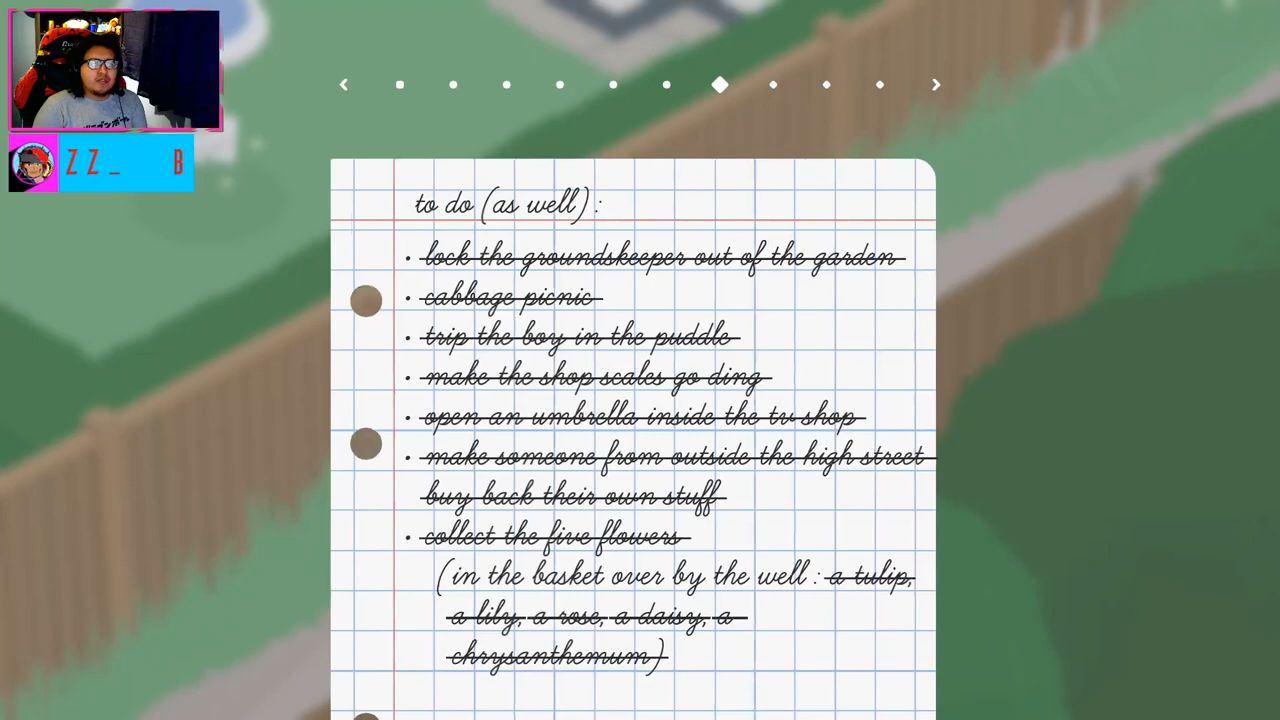 Z Z _ B
to do (as well) :
• lock the groundskeeper out of the garden
• cabbage picnic
• trip the boy in the puddle
• make the shop scales go ding
• open an umbrella inside the tv shop
• make someone from outside the high street
buy back their own stuff
• collect the five flowers
(in the basket over by the well : a tulip,
a lily, a rose, a daisy, a
chrysanthemum)